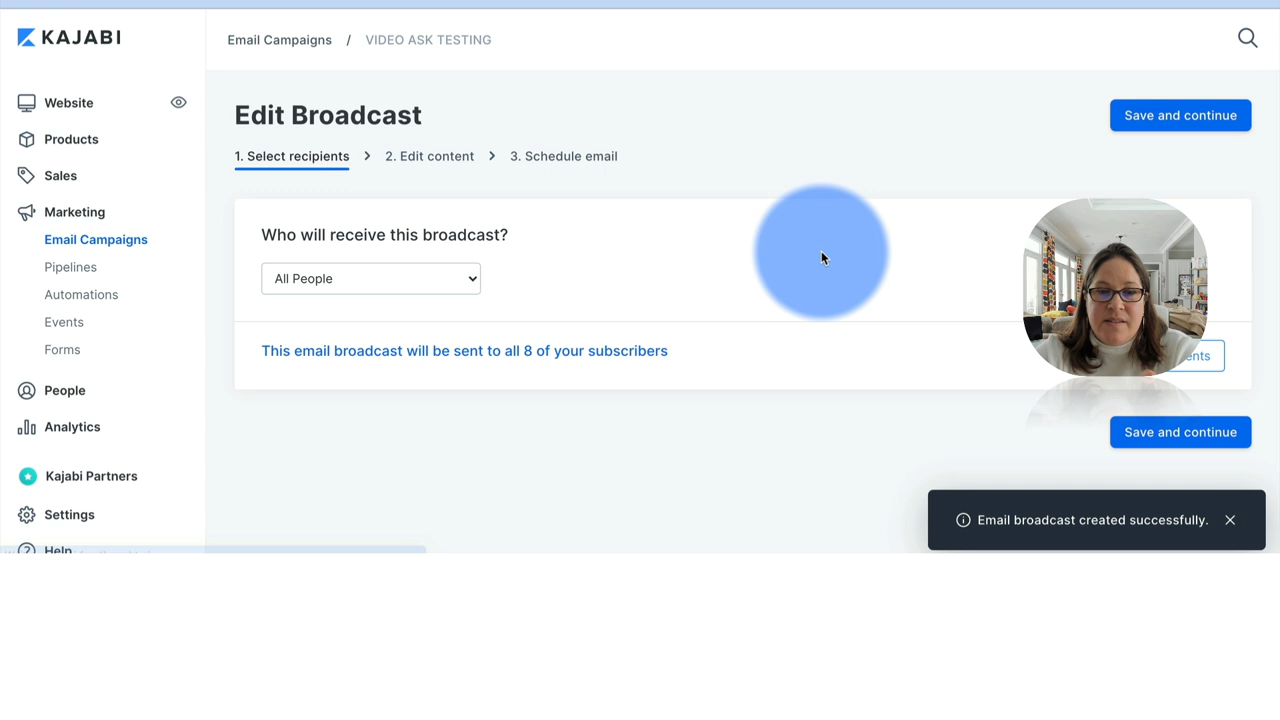 KAJABI
Email Campaigns / VIDEO ASK TESTING
Website
Products
Sales
Marketing
Email Campaigns
Pipelines
Automations
Events
Forms
People
Analytics
Kajabi Partners
Settings
Help
Edit Broadcast
Save and continue
1. Select recipients > 2. Edit content > 3. Schedule email
Who will receive this broadcast?
All People
This email broadcast will be sent to all 8 of your subscribers
Save and continue
Email broadcast created successfully.